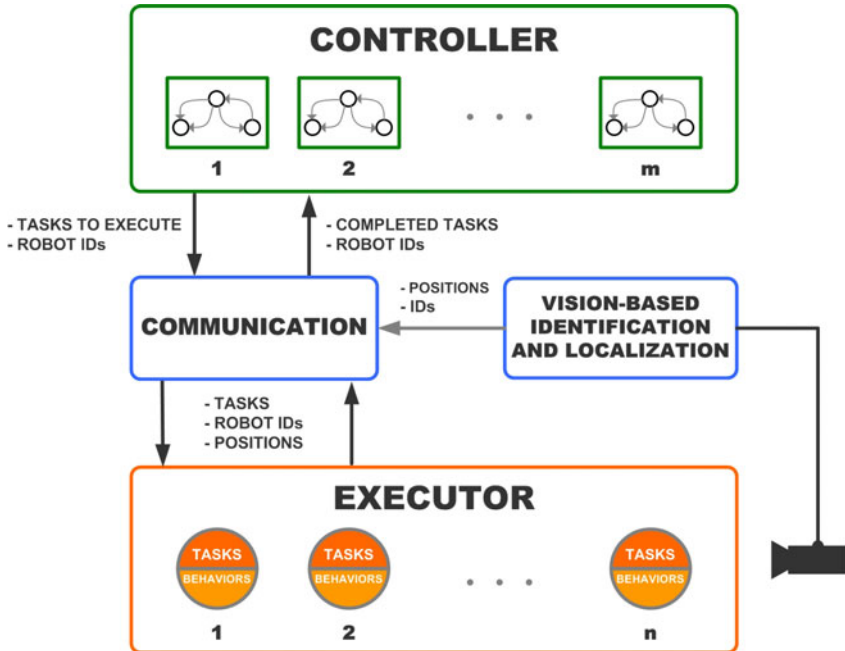 CONTROLLER
1
2
. . .
m
- TASKS TO EXECUTE
- ROBOT IDs
- COMPLETED TASKS
- ROBOT IDs
- POSITIONS
- IDs
COMMUNICATION
VISION-BASED
IDENTIFICATION
AND LOCALIZATION
- TASKS
- ROBOT IDs
- POSITIONS
EXECUTOR
TASKS
BEHAVIORS
TASKS
BEHAVIORS
. . .
TASKS
BEHAVIORS
1
2
n